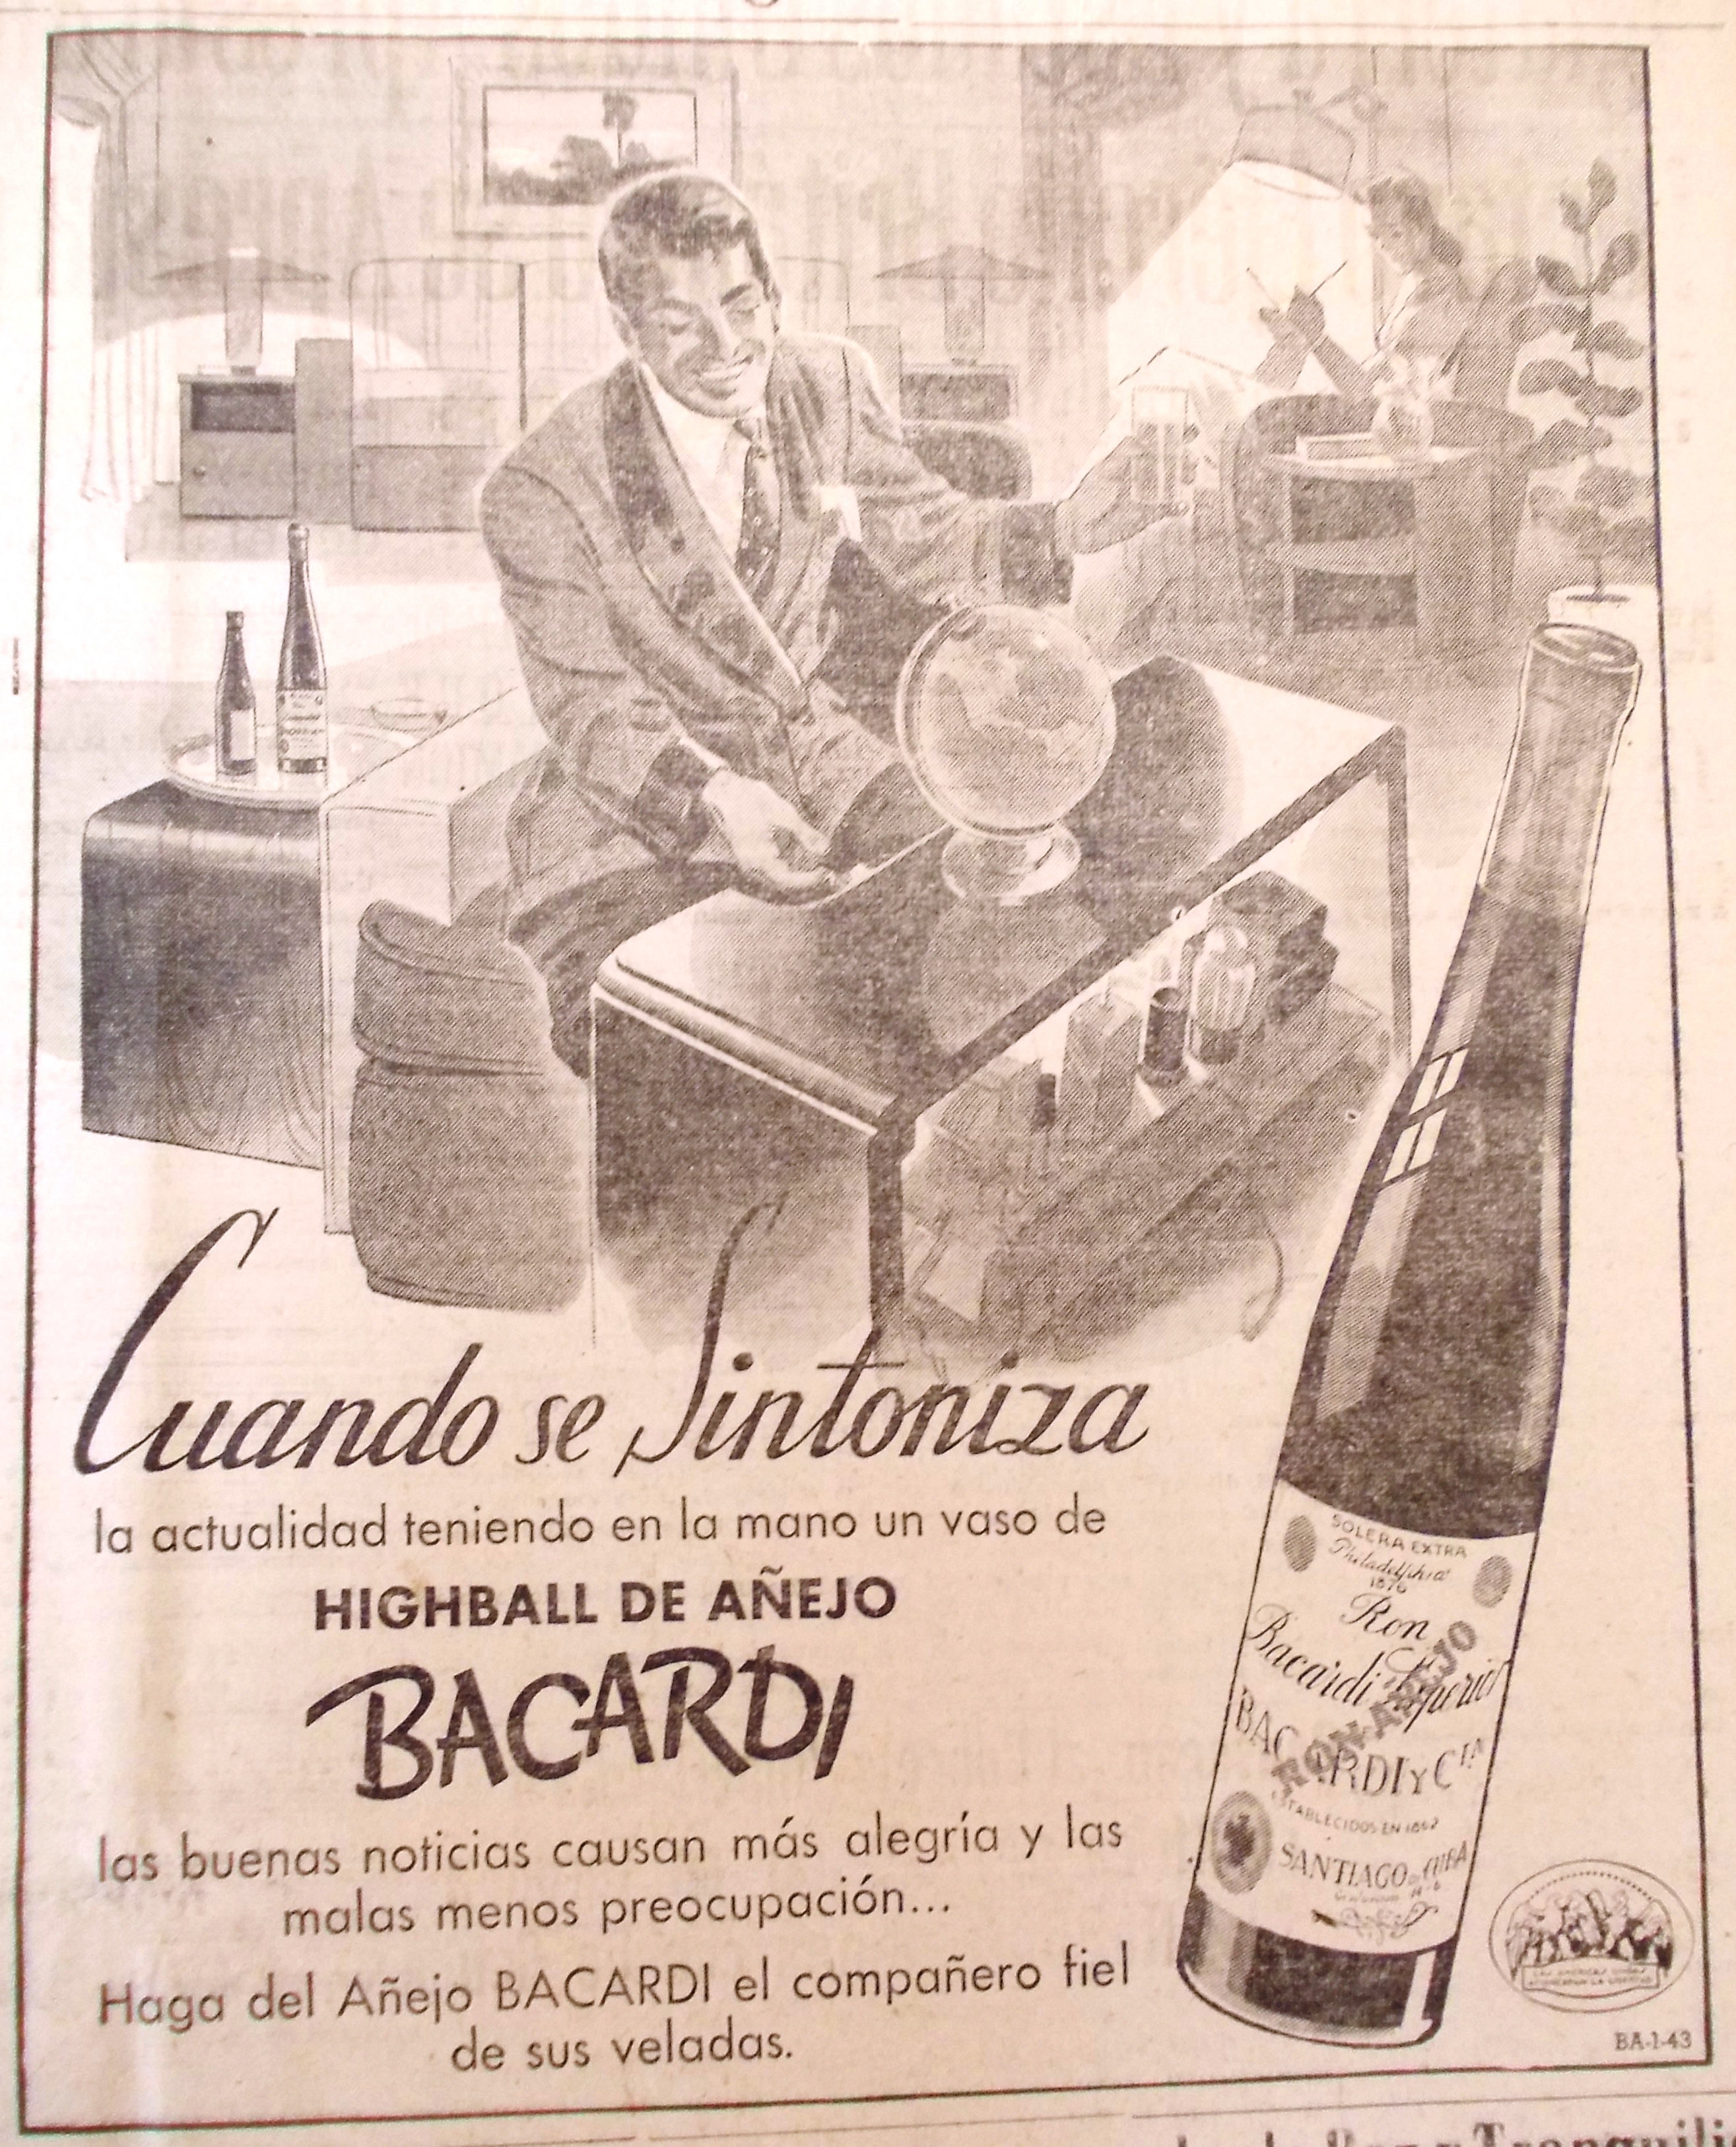 Cuando se Sintoniza
la actualidad teniendo en la mano un vaso de
HIGHBALL DE AÑEJO
BACARDI
las buenas noticias causan más alegría y las
malas menos preocupación...
Haga del Añejo BACARDI el compañero fiel
de sus veladas.
SOLERA EXTRA
Philadelphia
1876
Ron
Bacardi Superior
RON AÑEJO
BACARDI Y CIA
ESTABLECIDOS EN 1862
SANTIAGO DE CUBA
BA-1-43